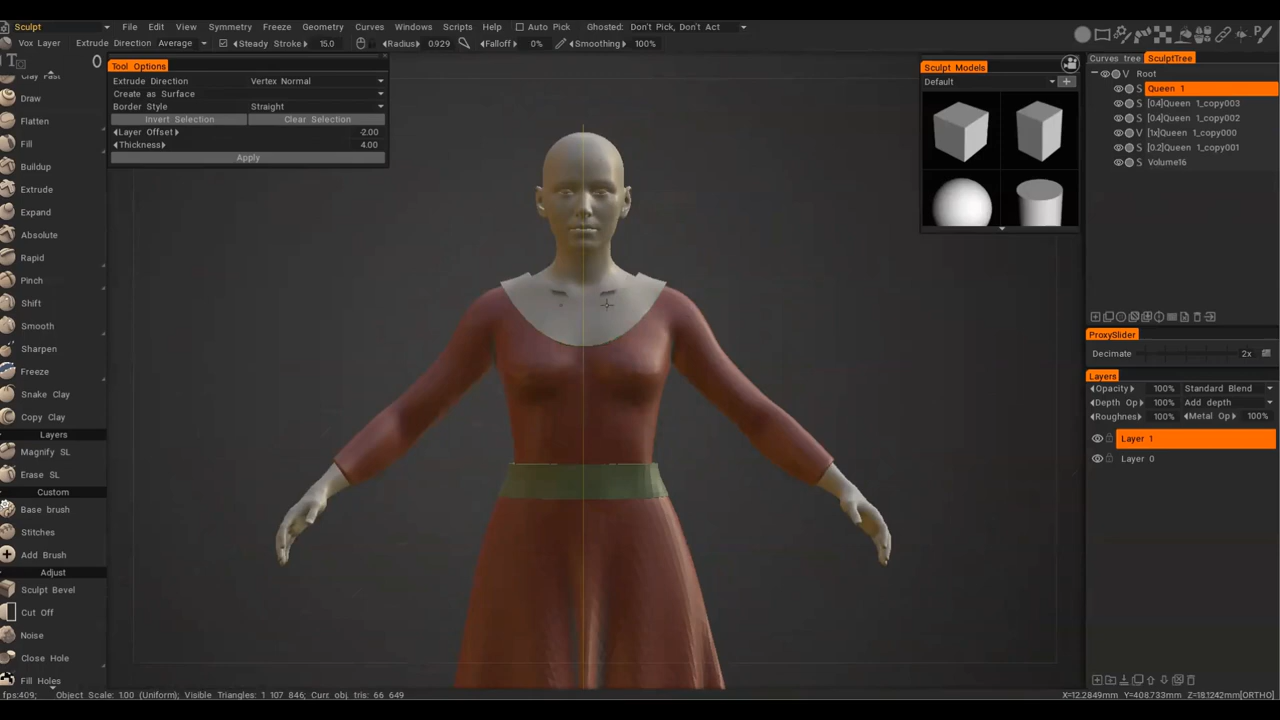 Sculpt File Edit View Symmetry Freeze Geometry Curves Windows Scripts Help Auto Pick Ghosted: Don't Pick, Don't Act
Vox Layer Extrude Direction Average Steady Stroke 15.0 Radius 0.929 Falloff 0% Smoothing 100%
Tool Options
Extrude Direction Vertex Normal
Create as Surface
Border Style Straight
Invert Selection Clear Selection
Layer Offset -2.00
Thickness 4.00
Apply
Clay Fast
Draw
Flatten
Fill
Buildup
Extrude
Expand
Absolute
Rapid
Pinch
Shift
Smooth
Sharpen
Freeze
Snake Clay
Copy Clay
Layers
Magnify SL
Erase SL
Custom
Base brush
Stitches
Add Brush
Adjust
Sculpt Bevel
Cut Off
Noise
Close Hole
Fill Holes
Sculpt Models
Default
Curves tree SculptTree
V Root
S Queen 1
S [0.4]Queen 1_copy003
S [0.4]Queen 1_copy002
V [1x]Queen 1_copy000
S [0.2]Queen 1_copy001
S Volume16
ProxySlider
Decimate 2x
Layers
Opacity 100% Standard Blend
Depth Op 100% Add depth
Roughness 100% Metal Op 100%
Layer 1
Layer 0
fps:409; Object Scale: 1.00 (Uniform); Visible Triangles: 1 107 846; Curr. obj. tris: 66 649 X=12.2849mm Y=408.733mm Z=18.1242mm[ORTHO]